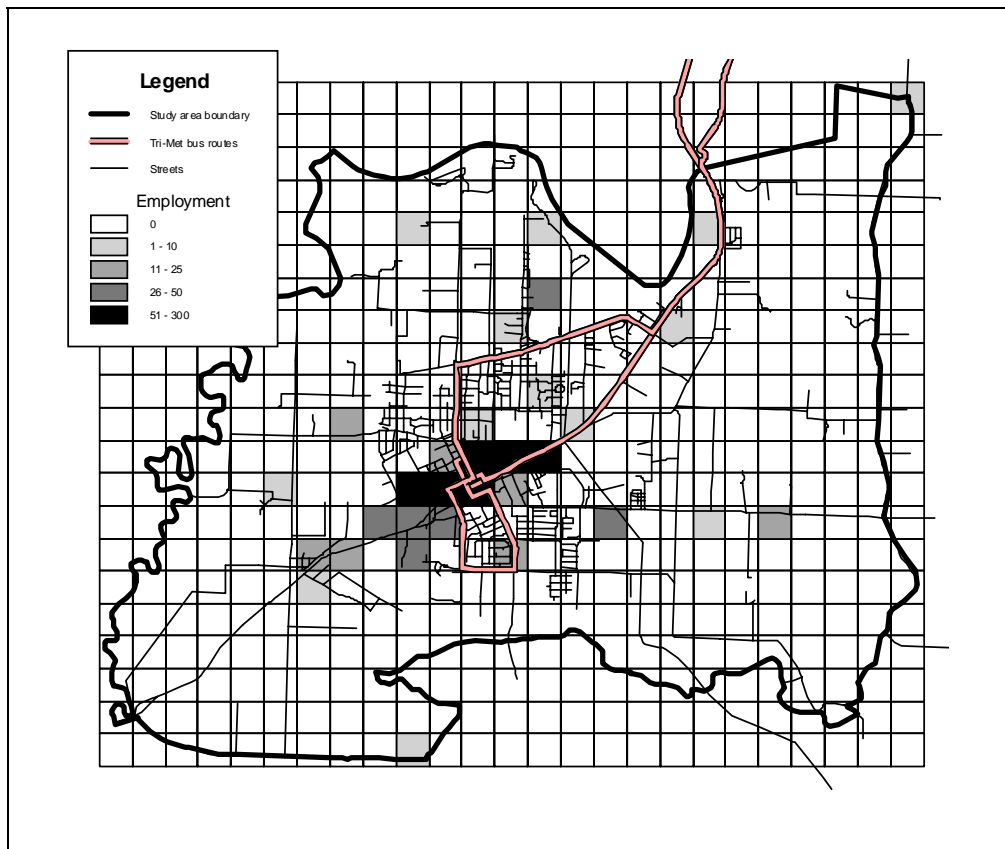 Legend
Study area boundary
Tri-Met bus routes
Streets
Employment
0
1 - 10
11 - 25
26 - 50
51 - 300